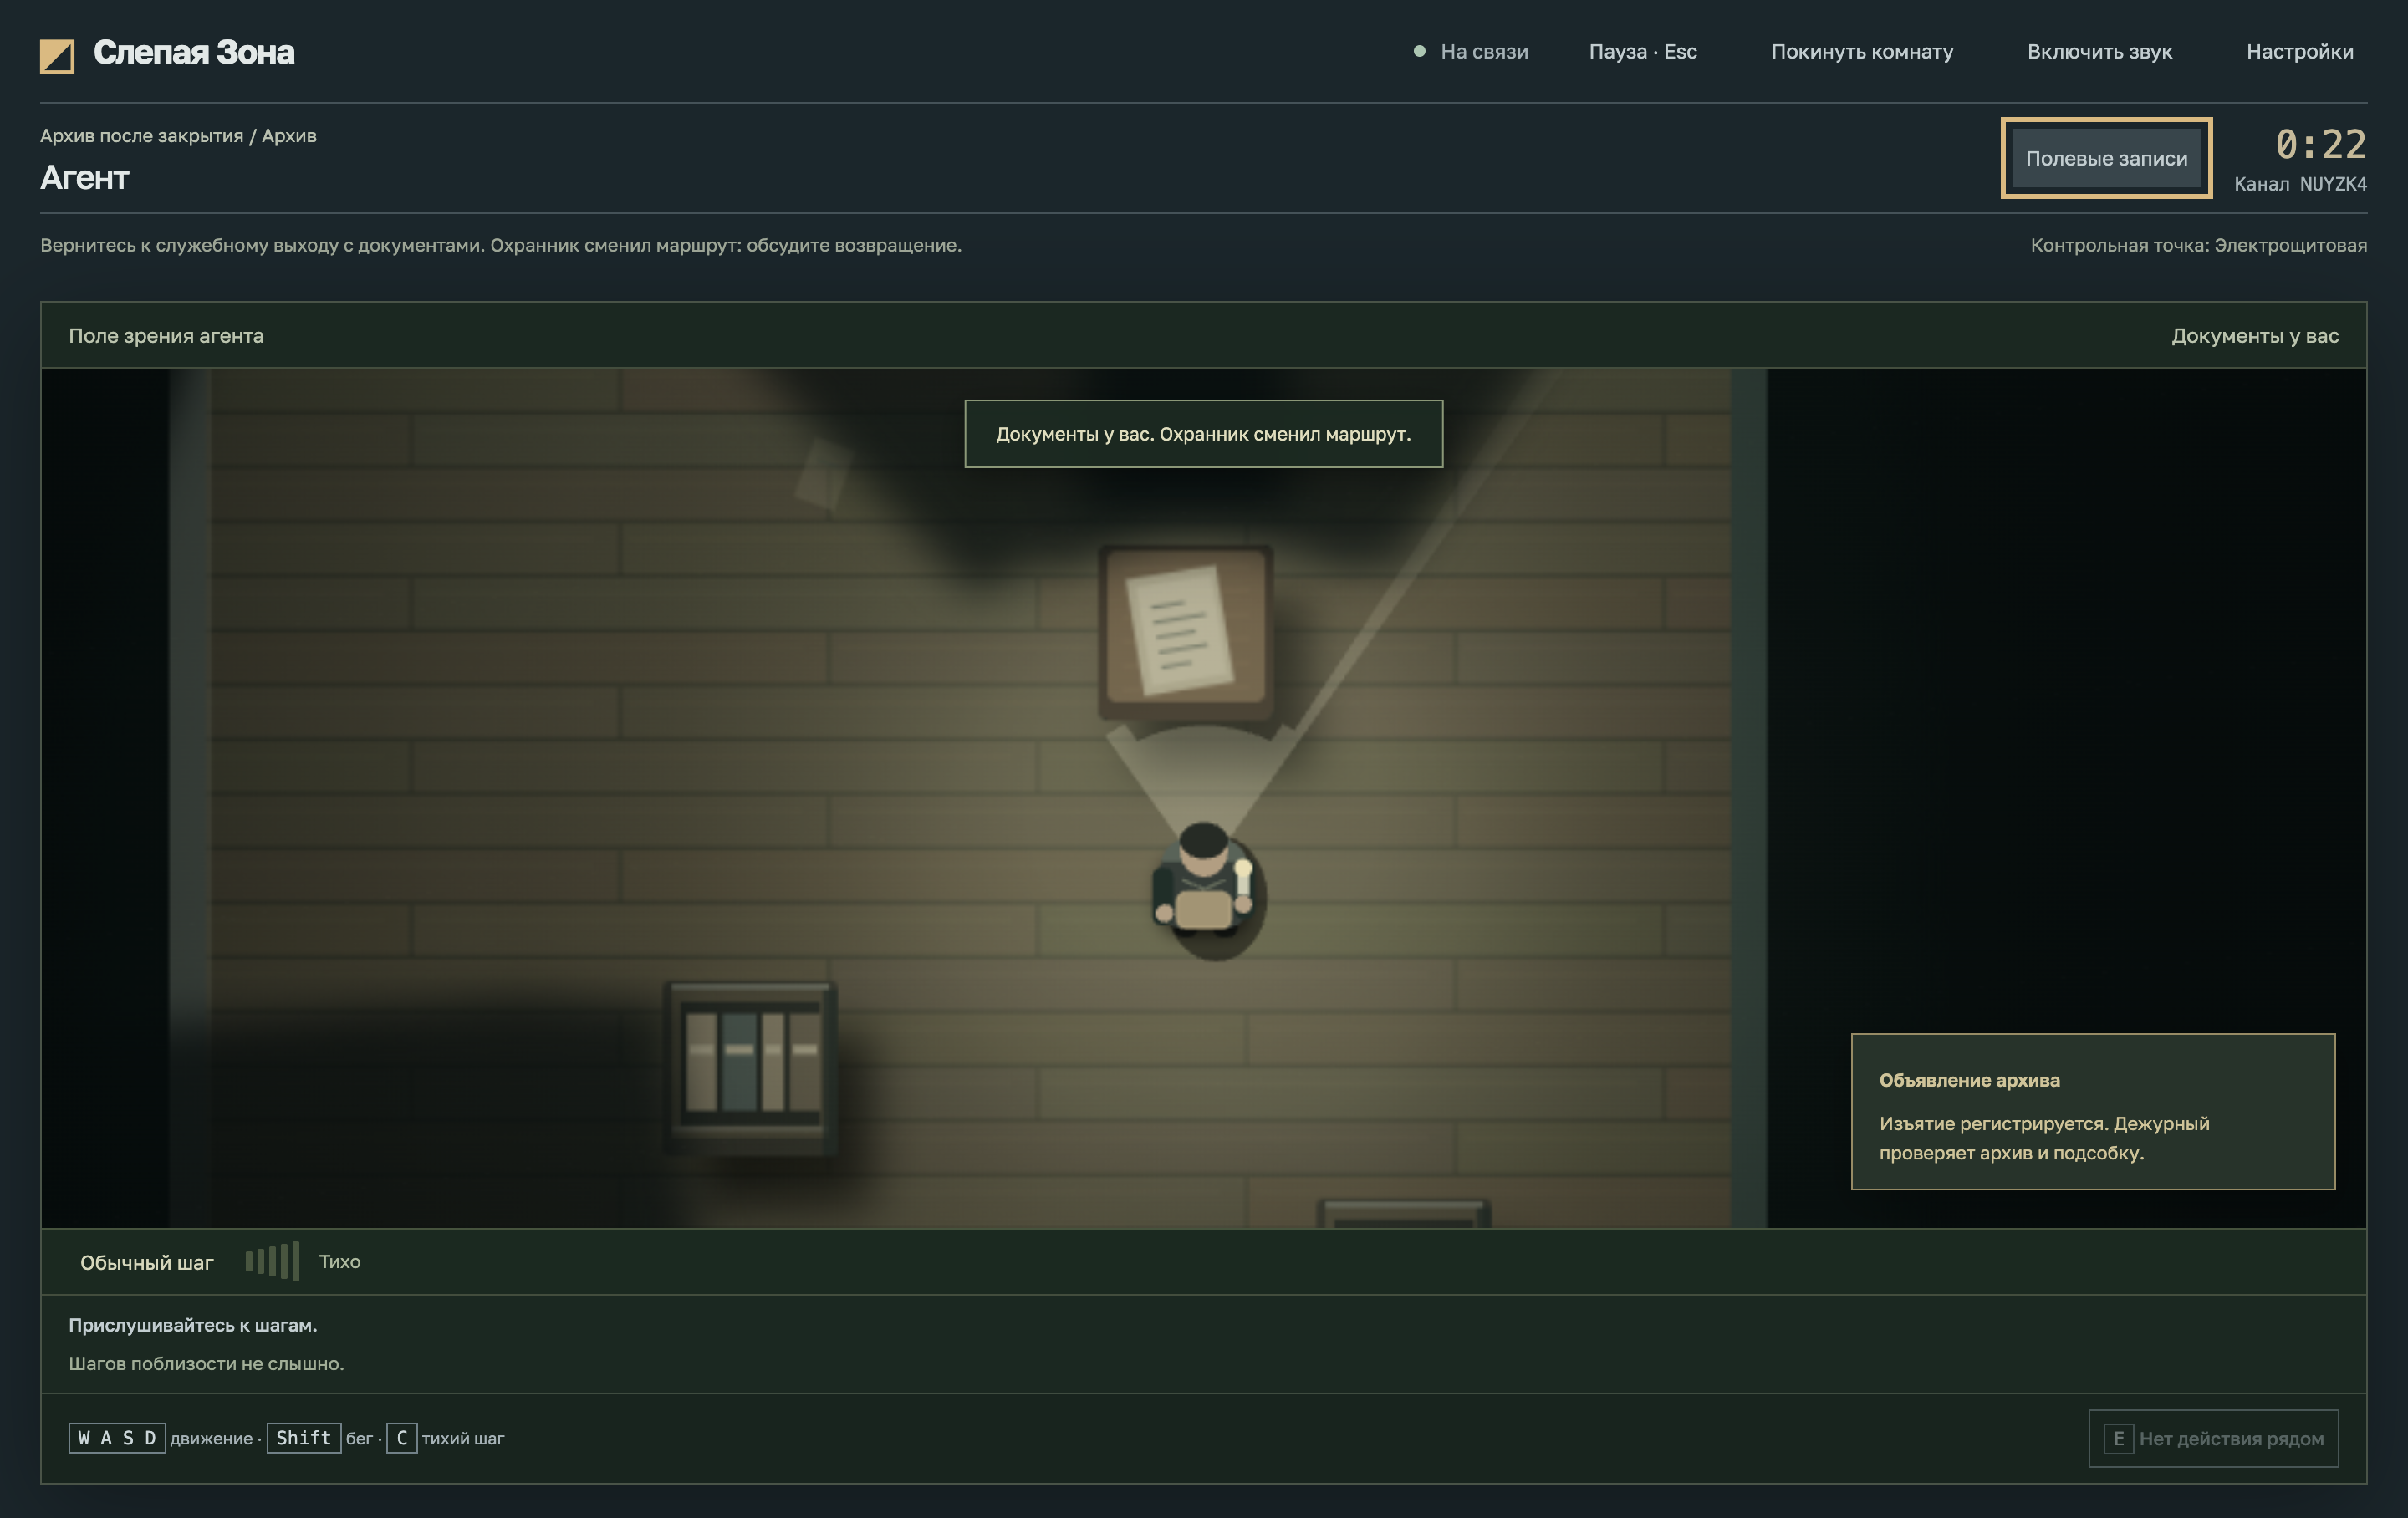 Слепая Зона
На связи
Пауза · Esc
Покинуть комнату
Включить звук
Настройки
Архив после закрытия / Архив
Агент
Полевые записи
0:22
Канал NUYZK4
Вернитесь к служебному выходу с документами. Охранник сменил маршрут: обсудите возвращение.
Контрольная точка: Электрощитовая
Поле зрения агента
Документы у вас
Документы у вас. Охранник сменил маршрут.
Объявление архива
Изъятие регистрируется. Дежурный
проверяет архив и подсобку.
Обычный шаг
Тихо
Прислушивайтесь к шагам.
Шагов поблизости не слышно.
W A S D движение · Shift бег · C тихий шаг
E Нет действия рядом